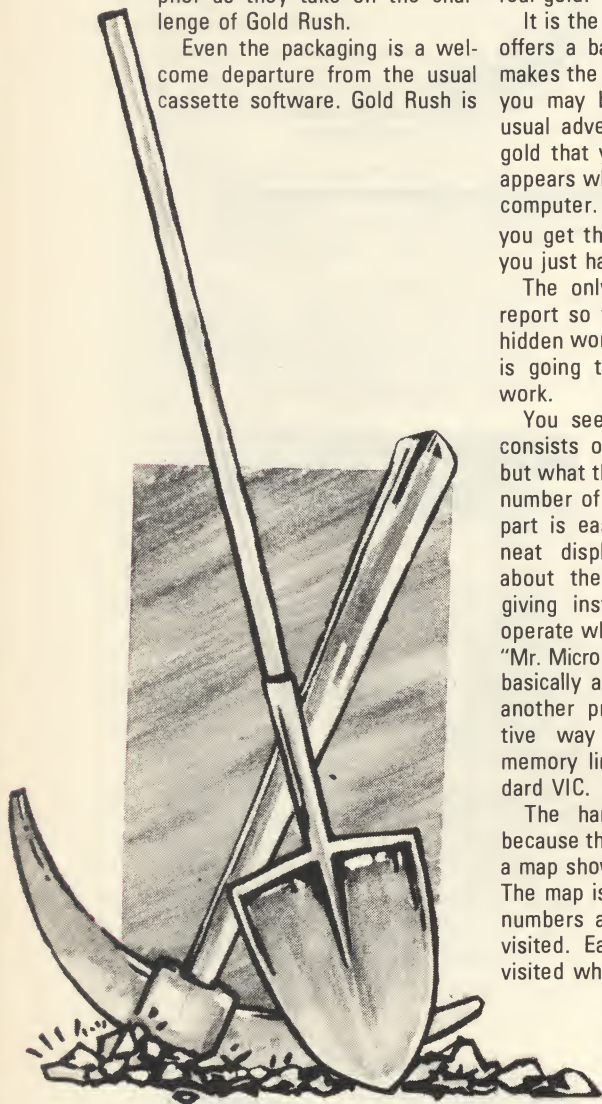 pher as they take on the chal-
lenge of Gold Rush.
Even the packaging is a wel-
come departure from the usual
cassette software. Gold Rush is
real gold.
It is the
offers a ba
makes the
you may b
usual adve
gold that y
appears wh
computer.
you get th
you just ha
The only
report so
hidden wor
is going t
work.
You see
consists o
but what th
number of
part is eas
neat displ
about the
giving inst
operate wh
"Mr. Micro
basically a
another pr
tive way
memory lin
dard VIC.
The har
because th
a map show
The map is
numbers a
visited. Ea
visited wh